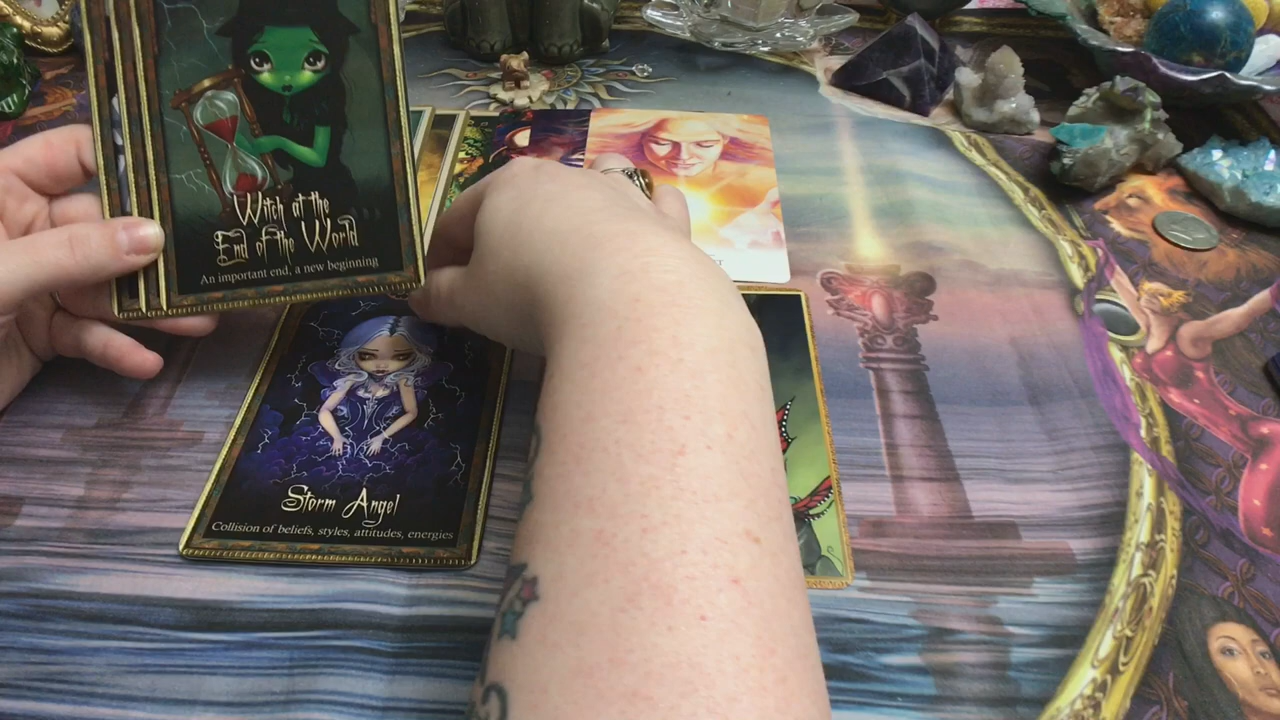 Witch at the
End of the World
An important end, a new beginning
Storm Angel
Collision of beliefs, styles, attitudes, energies